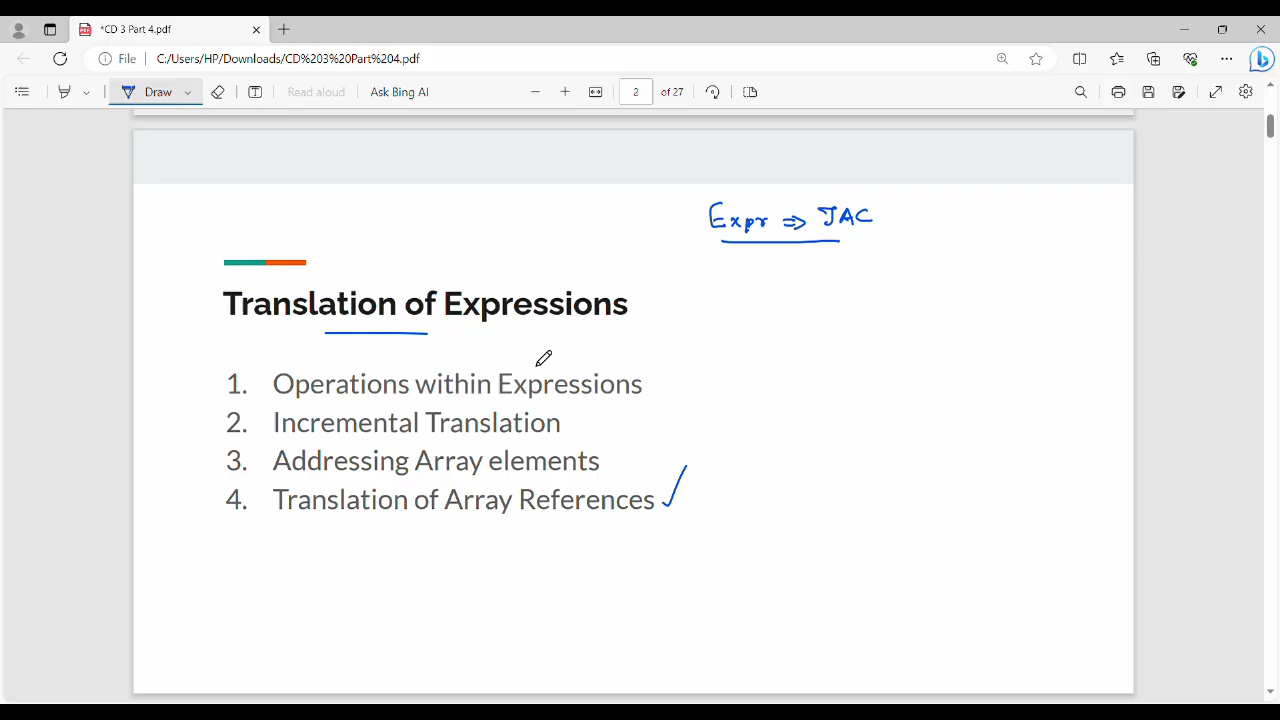 *CD 3 Part 4.pdf
File
C:/Users/HP/Downloads/CD%203%20Part%204.pdf
Draw
Read aloud
Ask Bing AI
2
of 27
Expr ⇒ TAC
Translation of Expressions
1. Operations within Expressions
2. Incremental Translation
3. Addressing Array elements
4. Translation of Array References